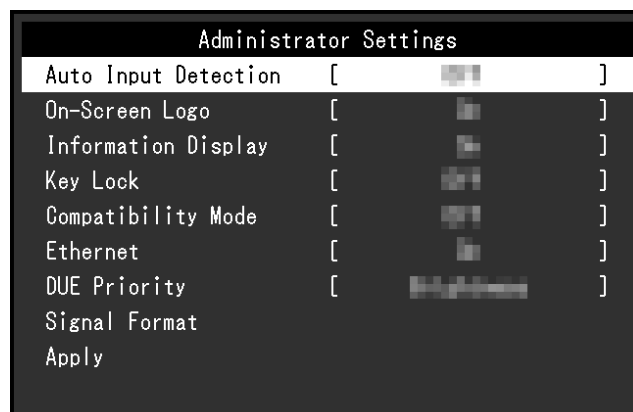 Administrator Settings
Auto Input Detection [ ]
On-Screen Logo [ ]
Information Display [ ]
Key Lock [ ]
Compatibility Mode [ ]
Ethernet [ ]
DUE Priority [ ]
Signal Format
Apply